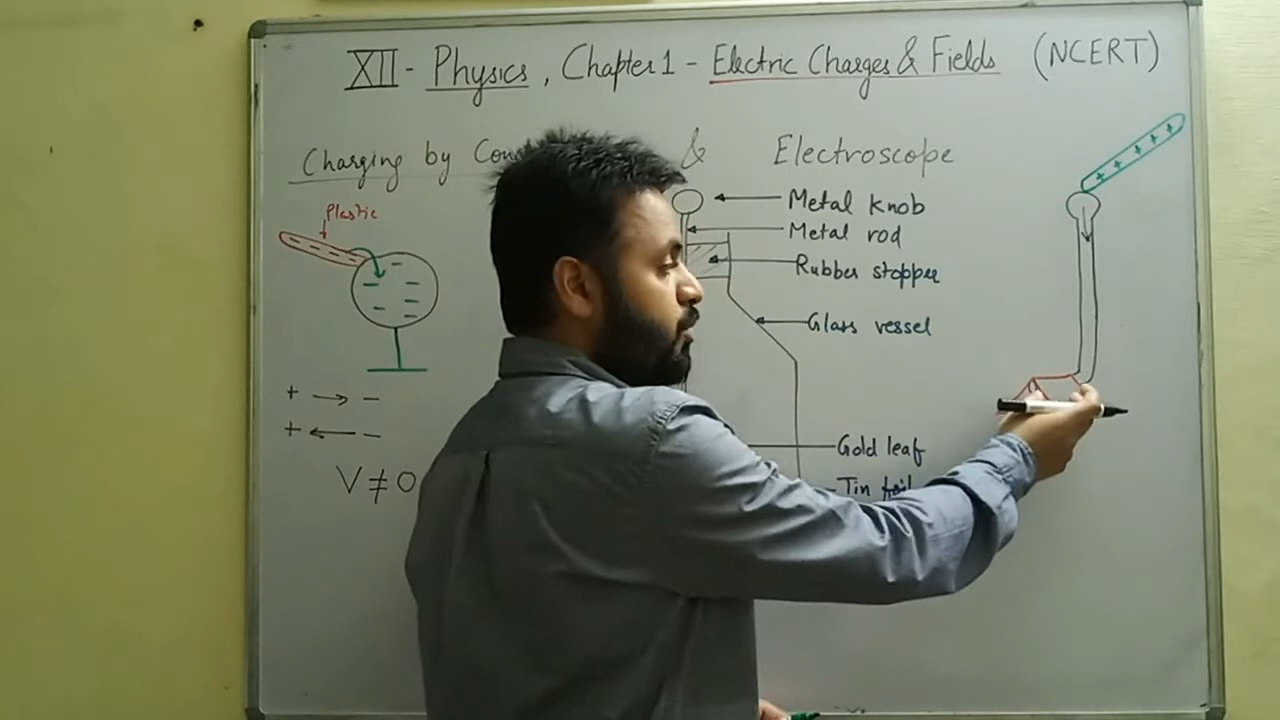 XII - Physics, Chapter 1 - Electric Charges & Fields (NCERT)
Charging by & Electroscope
Plastic
Metal knob
Metal rod
Rubber stopper
Glass vessel
+ → -
+ ← -
V ≠ 0
Gold leaf
Tin foil